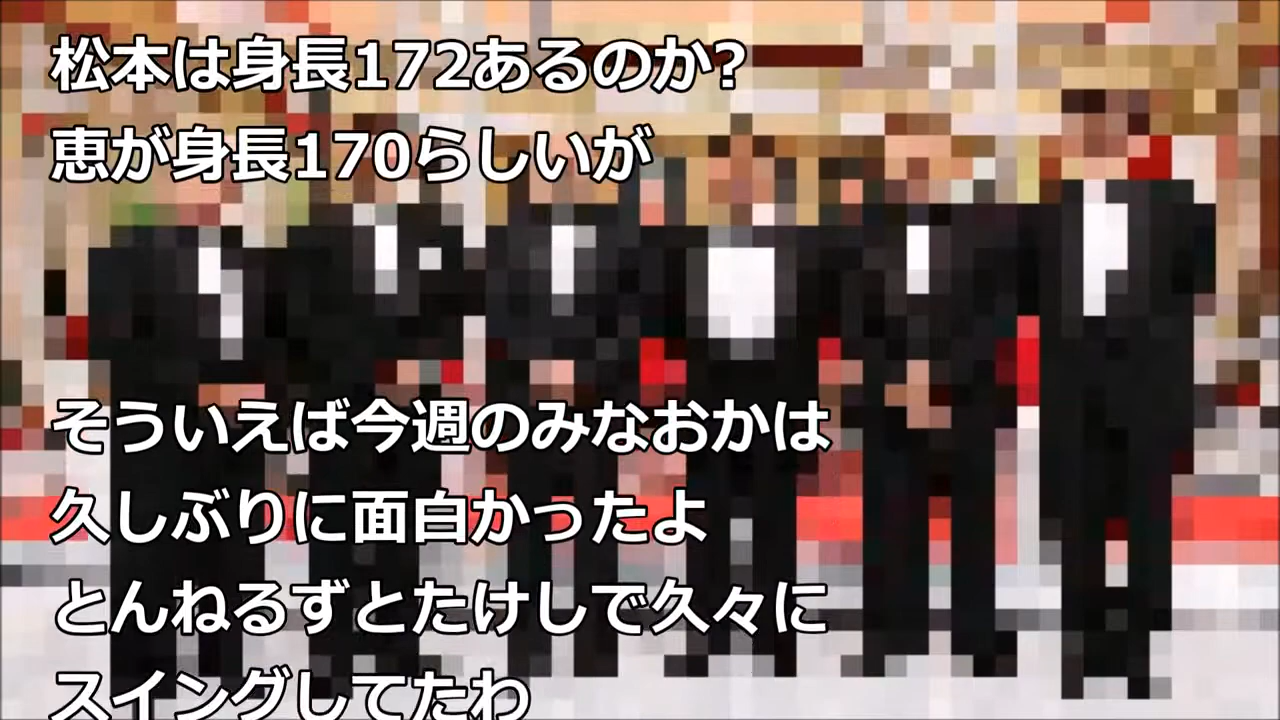 松本は身長172あるのか?
恵が身長170らしいが
そういえば今週のみなおかは
久しぶりに面白かったよ
とんねるずとたけしで久々に
スイングしてたわ